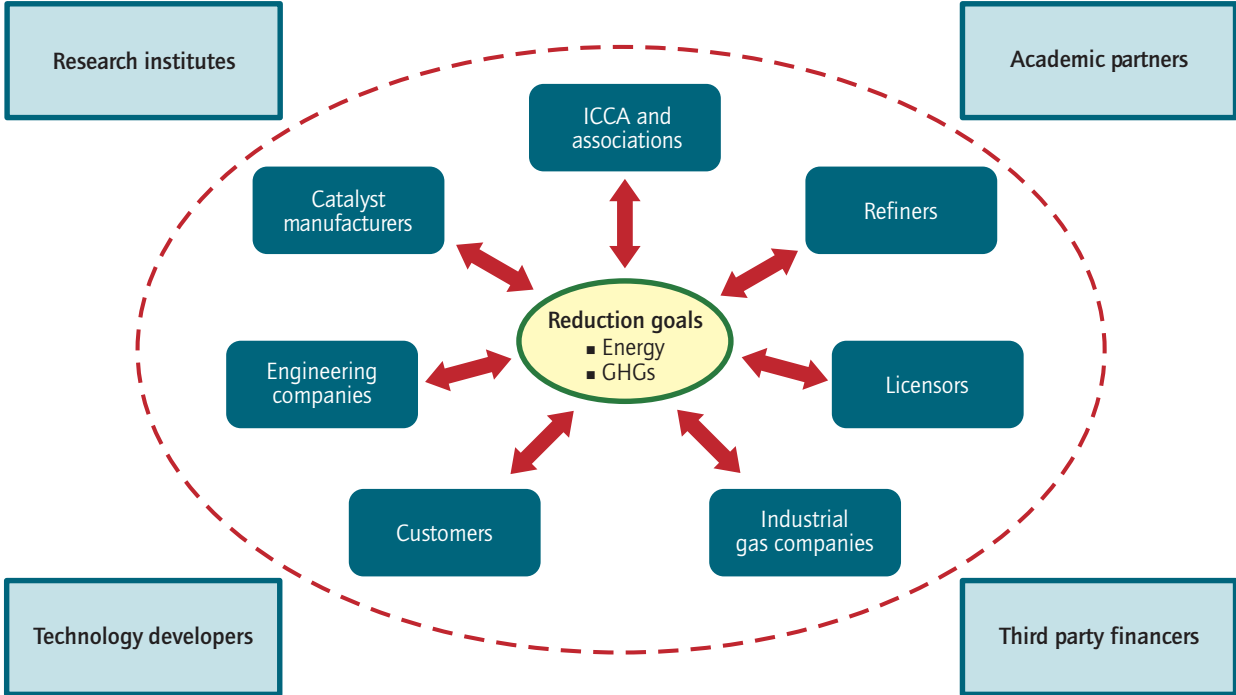 Research institutes
Academic partners
ICCA and
associations
Catalyst
manufacturers
Refiners
Reduction goals
▪ Energy
▪ GHGs
Engineering
companies
Licensors
Customers
Industrial
gas companies
Technology developers
Third party financers